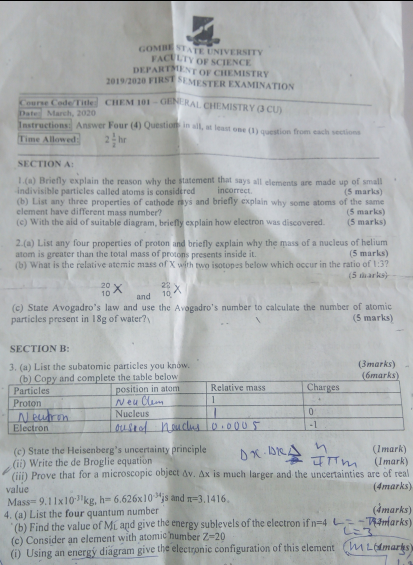 GOMBE STATE UNIVERSITY
FACULTY OF SCIENCE
DEPARTMENT OF CHEMISTRY
2019/2020 FIRST SEMESTER EXAMINATION
Course Code/Title: CHEM 101 – GENERAL CHEMISTRY (3 CU)
Date: March, 2020
Instructions: Answer Four (4) Questions in all, at least one (1) question from each sections
Time Allowed: 2 1/2 hr
SECTION A:
1.(a) Briefly explain the reason why the statement that says all elements are made up of small
indivisible particles called atoms is considered incorrect. (5 marks)
(b) List any three properties of cathode rays and briefly explain why some atoms of the same
element have different mass number? (5 marks)
(c) With the aid of suitable diagram, briefly explain how electron was discovered. (5 marks)
2.(a) List any four properties of proton and briefly explain why the mass of a nucleus of helium
atom is greater than the total mass of protons presents inside it. (5 marks)
(b) What is the relative atomic mass of X with two isotopes below which occur in the ratio of 1:3?
(5 marks)
20 10 X and 22 10 X
(c) State Avogadro's law and use the Avogadro's number to calculate the number of atomic
particles present in 18g of water? (5 marks)
SECTION B:
3. (a) List the subatomic particles you know. (3marks)
(b) Copy and complete the table below (6marks)
Particles position in atom Relative mass Charges
Proton 1
Neutron Nucleus 1 0
Electron 0.0005 -1
(c) State the Heisenberg's uncertainty principle (1mark)
(ii) Write the de Broglie equation (1mark)
(iii) Prove that for a microscopic object Δv. Δx is much larger and the uncertainties are of real
value (4marks)
Mass= 9.11x10⁻³¹kg, h= 6.626x10⁻³⁴js and π=3.1416.
4. (a) List the four quantum number
(b) Find the value of ML and give the energy sublevels of the electron if n=4
(c) Consider an element with atomic number Z=20
(i) Using an energy diagram give the electronic configuration of this element